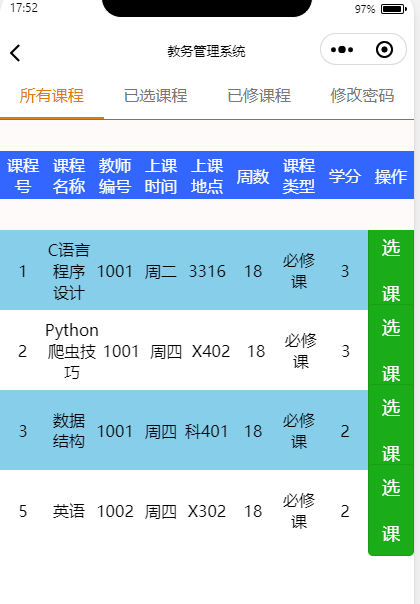 17:52
97%
教务管理系统
所有课程 已选课程 已修课程 修改密码
课程号 课程名称 教师编号 上课时间 上课地点 周数 课程类型 学分 操作
1 C语言程序设计 1001 周二 3316 18 必修课 3 选课
2 Python爬虫技巧 1001 周四 X402 18 必修课 3 选课
3 数据结构 1001 周四 科401 18 必修课 2 选课
5 英语 1002 周四 X302 18 必修课 2 选课